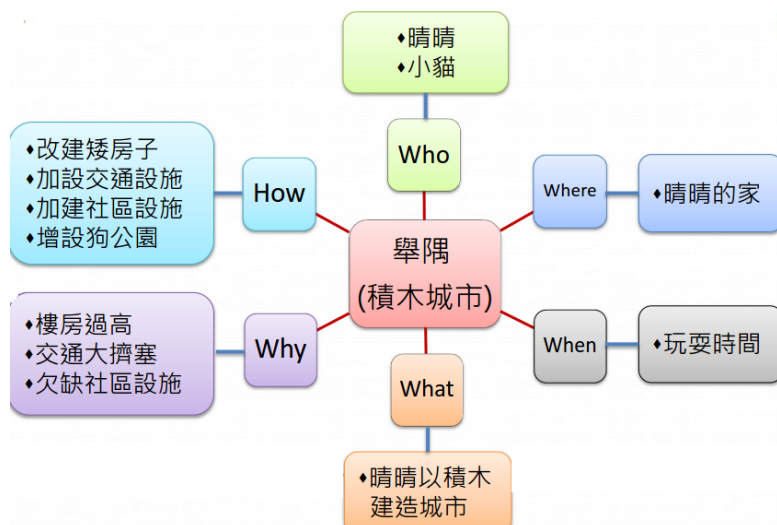 ♦晴晴
♦小貓
Who
♦改建矮房子
♦加設交通設施
♦加建社區設施
♦增設狗公園
How
Where
♦晴晴的家
舉隅
(積木城市)
♦樓房過高
♦交通大擠塞
♦欠缺社區設施
Why
When
♦玩耍時間
What
♦晴晴以積木
建造城市